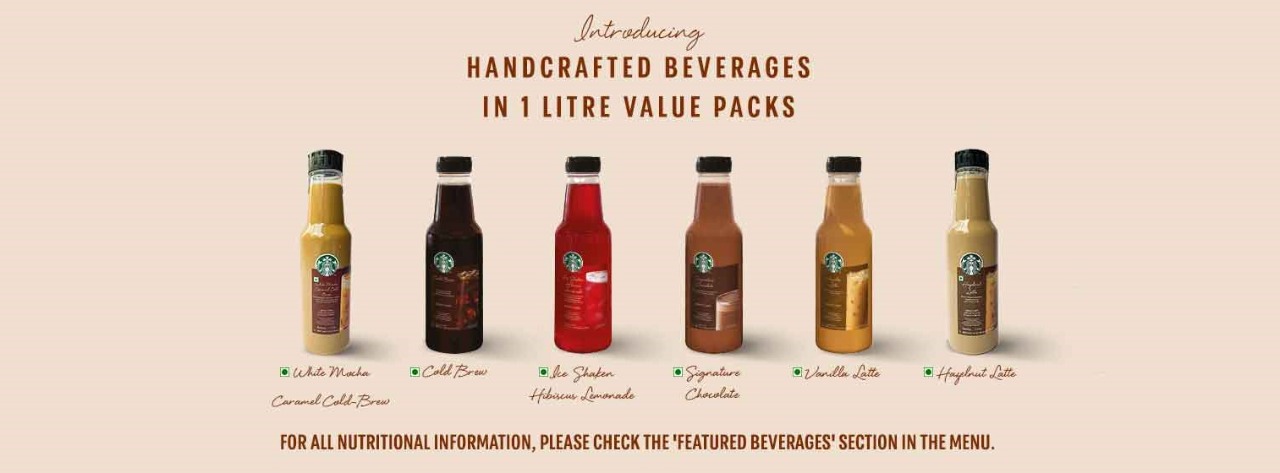 Introducing
HANDCRAFTED BEVERAGES
IN 1 LITRE VALUE PACKS
White Mocha
Caramel Cold-Brew
Cold Brew
Ice Shaken
Hibiscus Lemonade
Signature
Chocolate
Vanilla Latte
Hazelnut Latte
FOR ALL NUTRITIONAL INFORMATION, PLEASE CHECK THE 'FEATURED BEVERAGES' SECTION IN THE MENU.